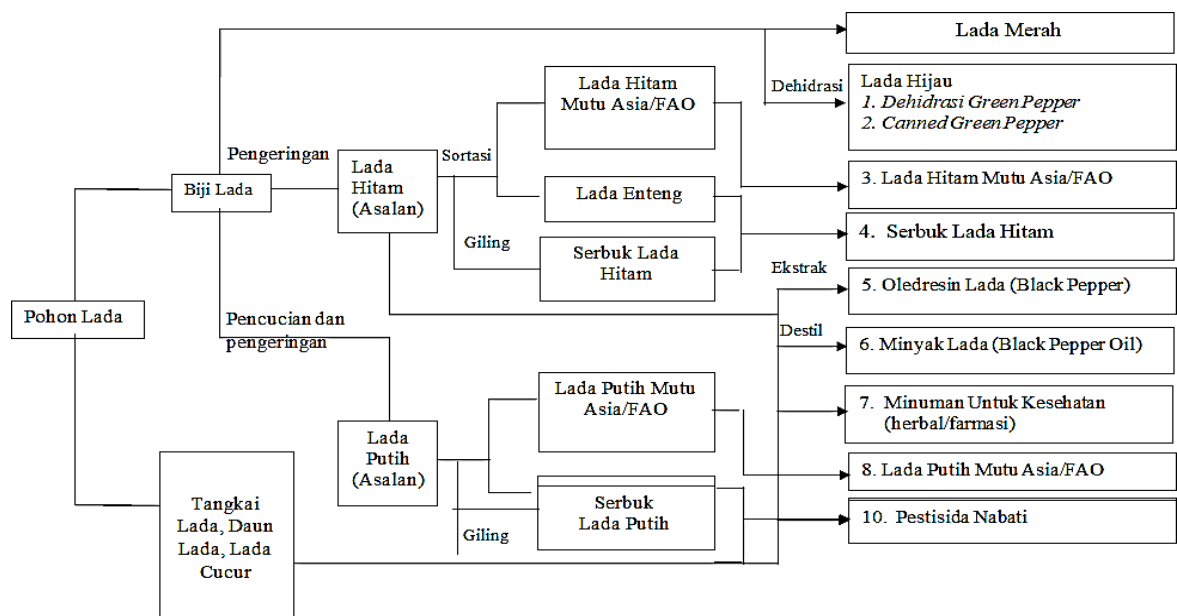 Lada Merah
Dehidrasi
Lada Hijau
1. Dehidrasi Green Pepper
2. Canned Green Pepper
Lada Hitam
Mutu Asia/FAO
Pengeringan
Sortasi
Lada
Hitam
(Asalan)
Biji Lada
Lada Enteng
3. Lada Hitam Mutu Asia/FAO
Giling
Serbuk Lada
Hitam
4. Serbuk Lada Hitam
Ekstrak
5. Oledresin Lada (Black Pepper)
Pohon Lada
Pencucian dan
pengeringan
Destil
6. Minyak Lada (Black Pepper Oil)
Lada Putih Mutu
Asia/FAO
7. Minuman Untuk Kesehatan
(herbal/farmasi)
Lada
Putih
(Asalan)
8. Lada Putih Mutu Asia/FAO
Tangkai
Lada, Daun
Lada, Lada
Cucur
Giling
Serbuk
Lada Putih
10. Pestisida Nabati